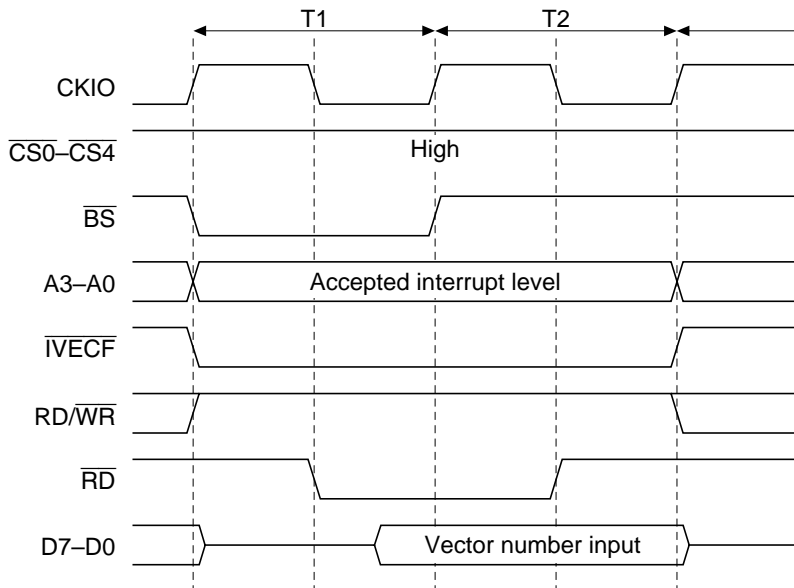 T1 T2
CKIO
CS0–CS4 High
BS
A3–A0 Accepted interrupt level
IVECF
RD/WR
RD
D7–D0 Vector number input